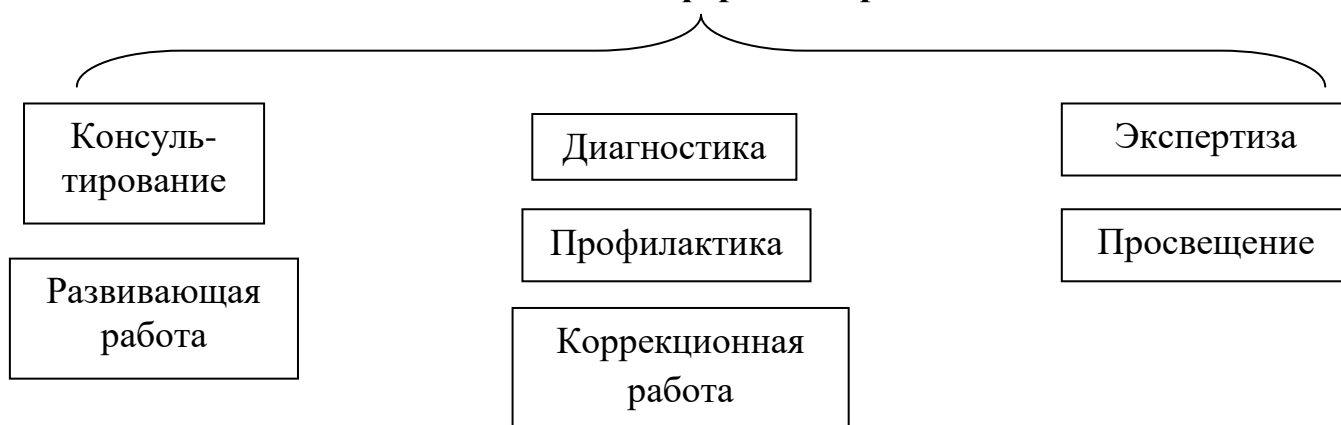 Консуль-
тирование
Развивающая
работа
Диагностика
Профилактика
Коррекционная
работа
Экспертиза
Просвещение